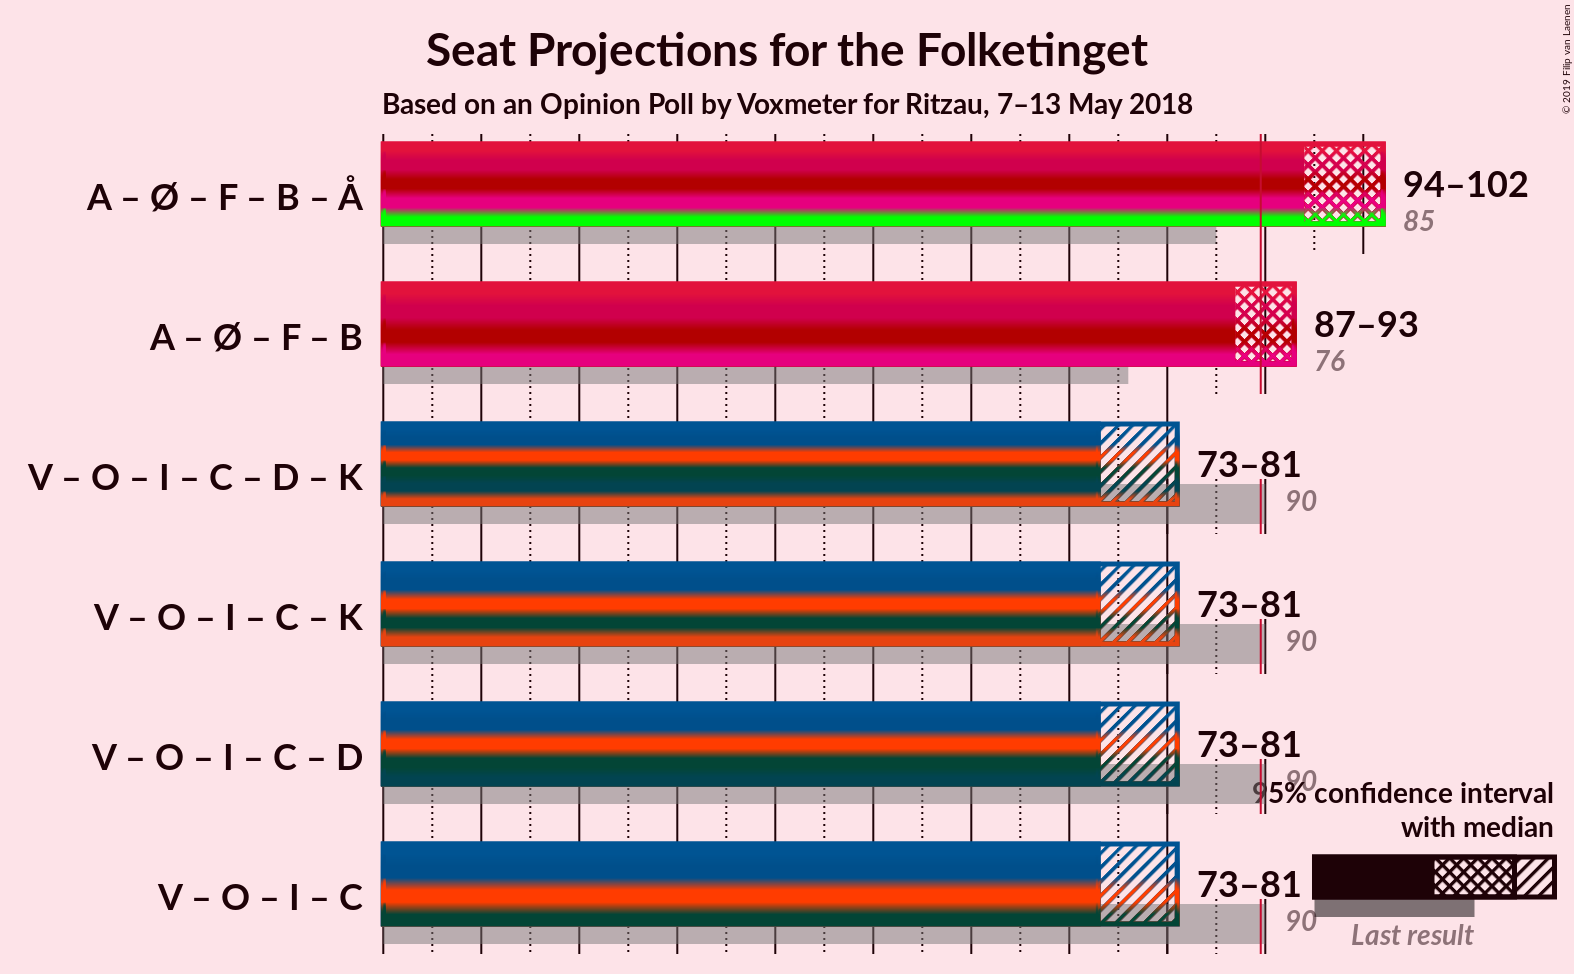 Seat Projections for the Folketinget
Based on an Opinion Poll by Voxmeter for Ritzau, 7–13 May 2018
© 2019 Filip van Laenen
A – Ø – F – B – Å
94–102
85
A – Ø – F – B
87–93
76
V – O – I – C – D – K
73–81
90
V – O – I – C – K
73–81
90
V – O – I – C – D
73–81
90
95% confidence interval
with median
V – O – I – C
73–81
90
Last result